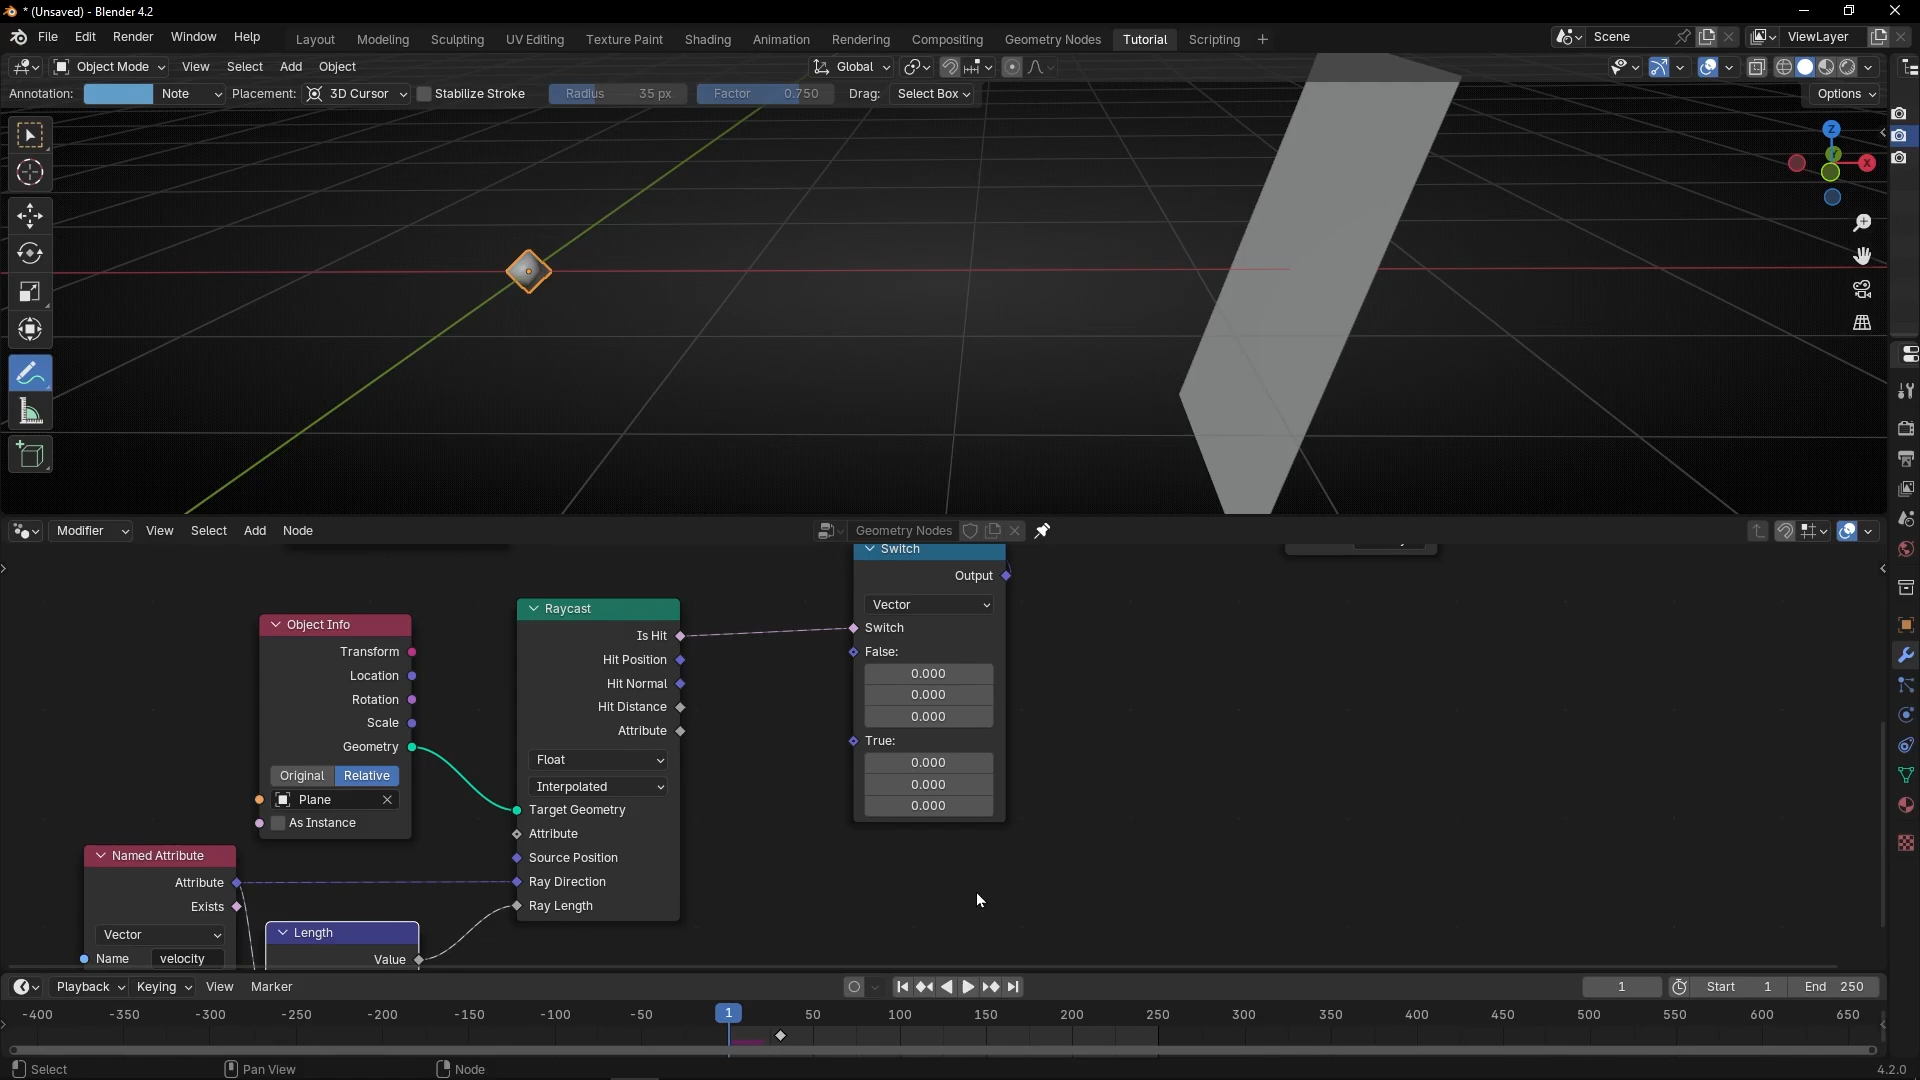 * (Unsaved) - Blender 4.2
File Edit Render Window Help Layout Modeling Sculpting UV Editing Texture Paint Shading Animation Rendering Compositing Geometry Nodes Tutorial Scripting + Scene ViewLayer
Object Mode View Select Add Object Global
Annotation: Note Placement: 3D Cursor Stabilize Stroke Radius 35 px Factor 0.750 Drag: Select Box Options
Z
X
Modifier View Select Add Node Geometry Nodes
Switch
Output
Vector
Switch
False:
0.000
0.000
0.000
True:
0.000
0.000
0.000
Raycast
Is Hit
Hit Position
Hit Normal
Hit Distance
Attribute
Float
Interpolated
Target Geometry
Attribute
Source Position
Ray Direction
Ray Length
Object Info
Transform
Location
Rotation
Scale
Geometry
Original Relative
Plane
As Instance
Named Attribute
Attribute
Exists
Vector
Name velocity
Length
Value
Playback Keying View Marker 1 Start 1 End 250
-400 -350 -300 -250 -200 -150 -100 -50 1 50 100 150 200 250 300 350 400 450 500 550 600 650
Select Pan View Node 4.2.0